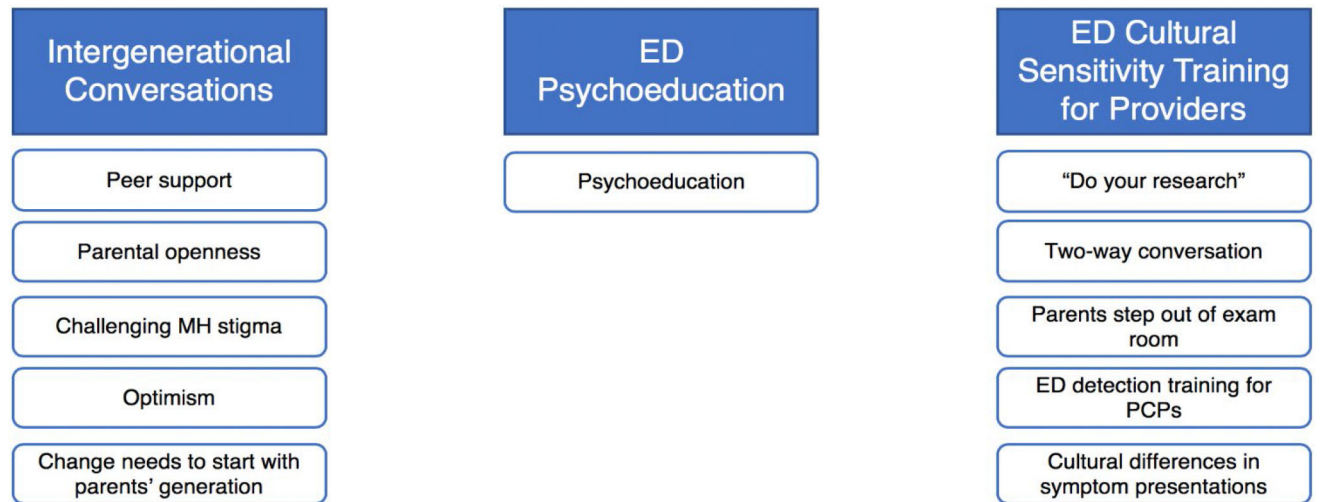 Intergenerational
Conversations
Peer support
Parental openness
Challenging MH stigma
Optimism
Change needs to start with
parents’ generation
ED
Psychoeducation
Psychoeducation
ED Cultural
Sensitivity Training
for Providers
“Do your research”
Two-way conversation
Parents step out of exam
room
ED detection training for
PCPs
Cultural differences in
symptom presentations